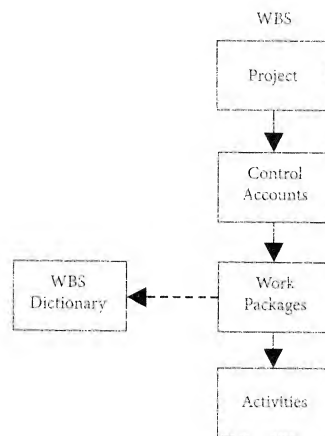 WBS
Project
Control
Accounts
WBS
Dictionary
Work
Packages
Activities